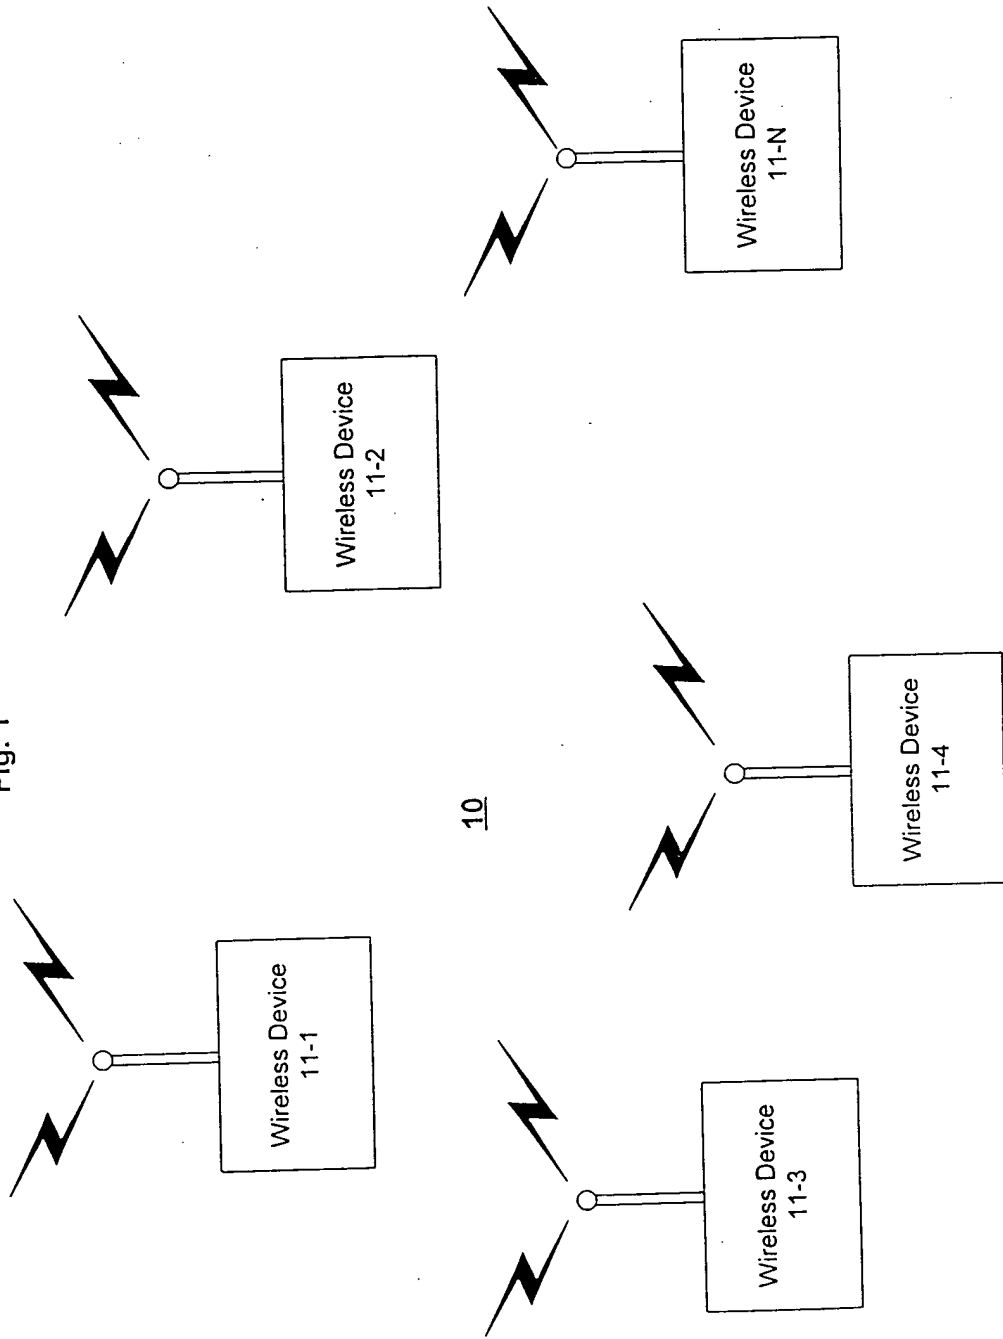 Fig. 1
Wireless Device
11-1
Wireless Device
11-2
10
Wireless Device
11-3
Wireless Device
11-4
Wireless Device
11-N